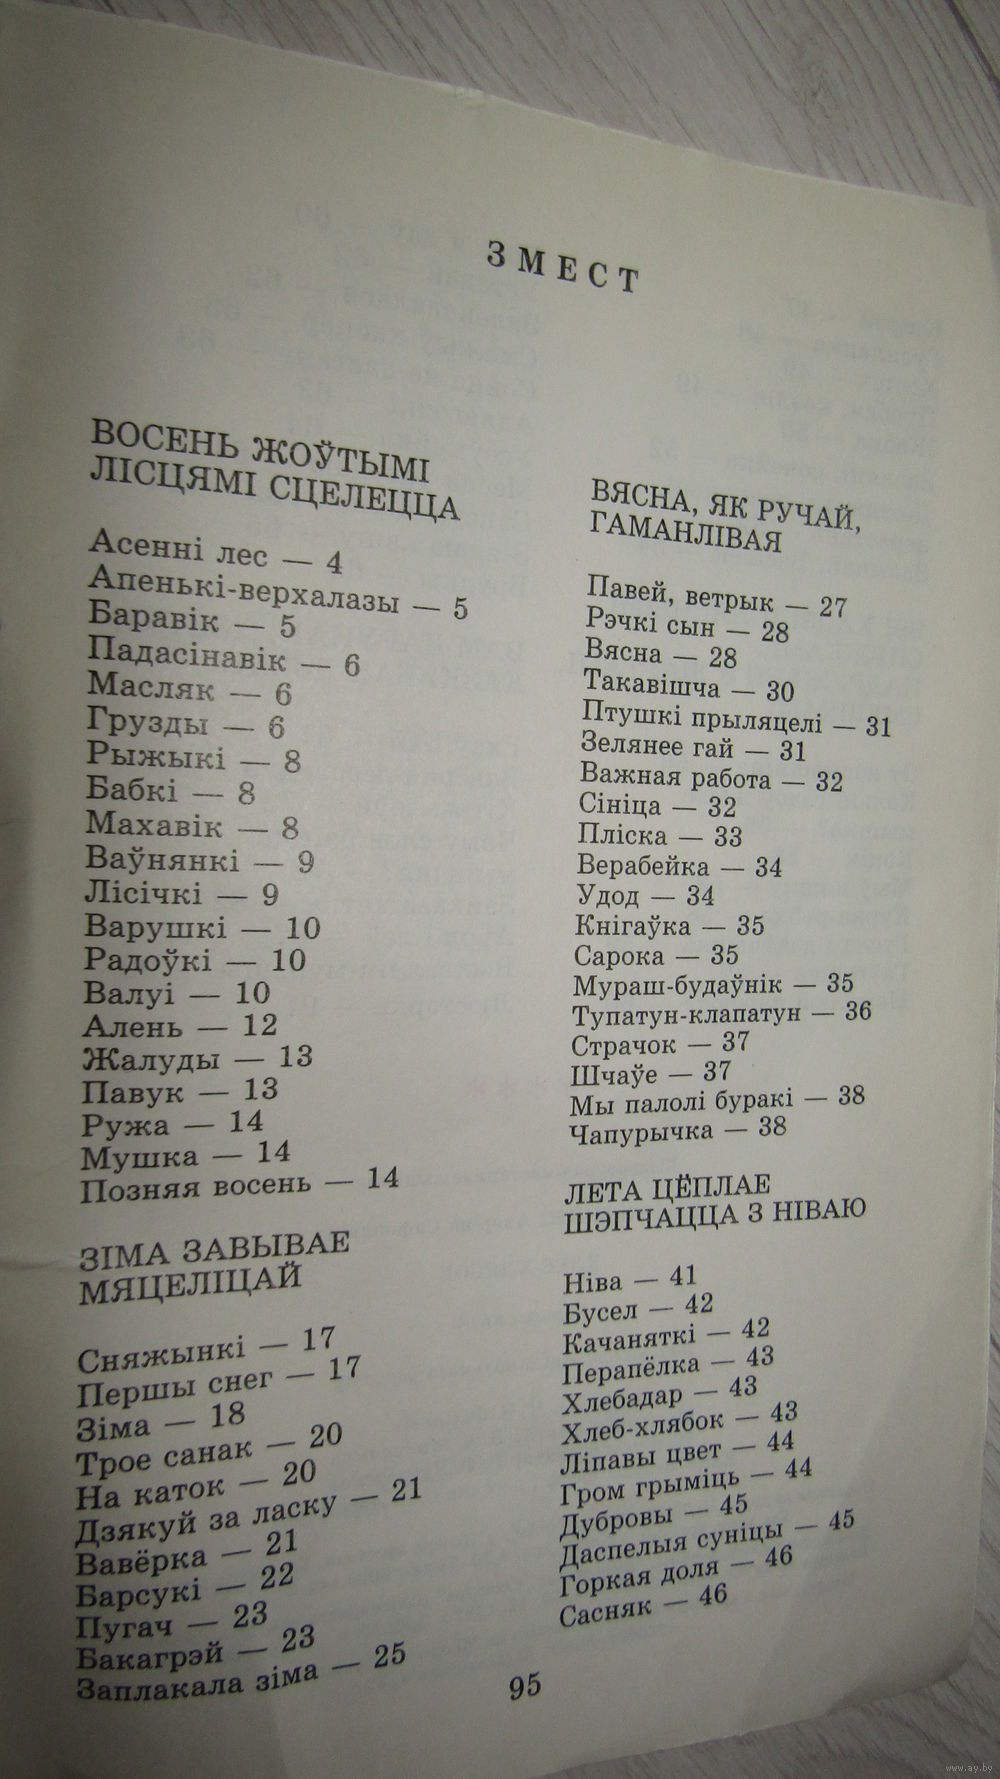 ЗМЕСТ
ВОСЕНЬ ЖОЎТЫМІ
ЛІСЦЯМІ СЦЕЛЕЦЦА
Асенні лес — 4
Апенькі-верхалазы — 5
Баравік — 5
Падасінавік — 6
Масляк — 6
Грузды — 6
Рыжыкі — 8
Бабкі — 8
Махавік — 8
Ваўнянкі — 9
Лісічкі — 9
Варушкі — 10
Радоўкі — 10
Валуі — 10
Алень — 12
Жалуды — 13
Павук — 13
Ружа — 14
Мушка — 14
Позняя восень — 14
ЗІМА ЗАВЫВАЕ
МЯЦЕЛІЦАЙ
Сняжынкі — 17
Першы снег — 17
Зіма — 18
Трое санак — 20
На каток — 20
Дзякуй за ласку — 21
Вавёрка — 21
Барсукі — 22
Пугач — 23
Бакагрэй — 23
Заплакала зіма — 25
ВЯСНА, ЯК РУЧАЙ,
ГАМАНЛІВАЯ
Павей, ветрык — 27
Рэчкі сын — 28
Вясна — 28
Такавішча — 30
Птушкі прыляцелі — 31
Зелянее гай — 31
Важная работа — 32
Сініца — 32
Пліска — 33
Верабейка — 34
Удод — 34
Кнігаўка — 35
Сарока — 35
Мураш-будаўнік — 35
Тупатун-клапатун — 36
Страчок — 37
Шчаўе — 37
Мы палолі буракі — 38
Чапурычка — 38
ЛЕТА ЦЁПЛАЕ
ШЭПЧАЦЦА З НІВАЮ
Ніва — 41
Бусел — 42
Качаняткі — 42
Перапёлка — 43
Хлебадар — 43
Хлеб-хлябок — 43
Ліпавы цвет — 44
Гром грыміць — 44
Дубровы — 45
Даспелыя суніцы — 45
Горкая доля — 46
Сасняк — 46
95
www.ay.by